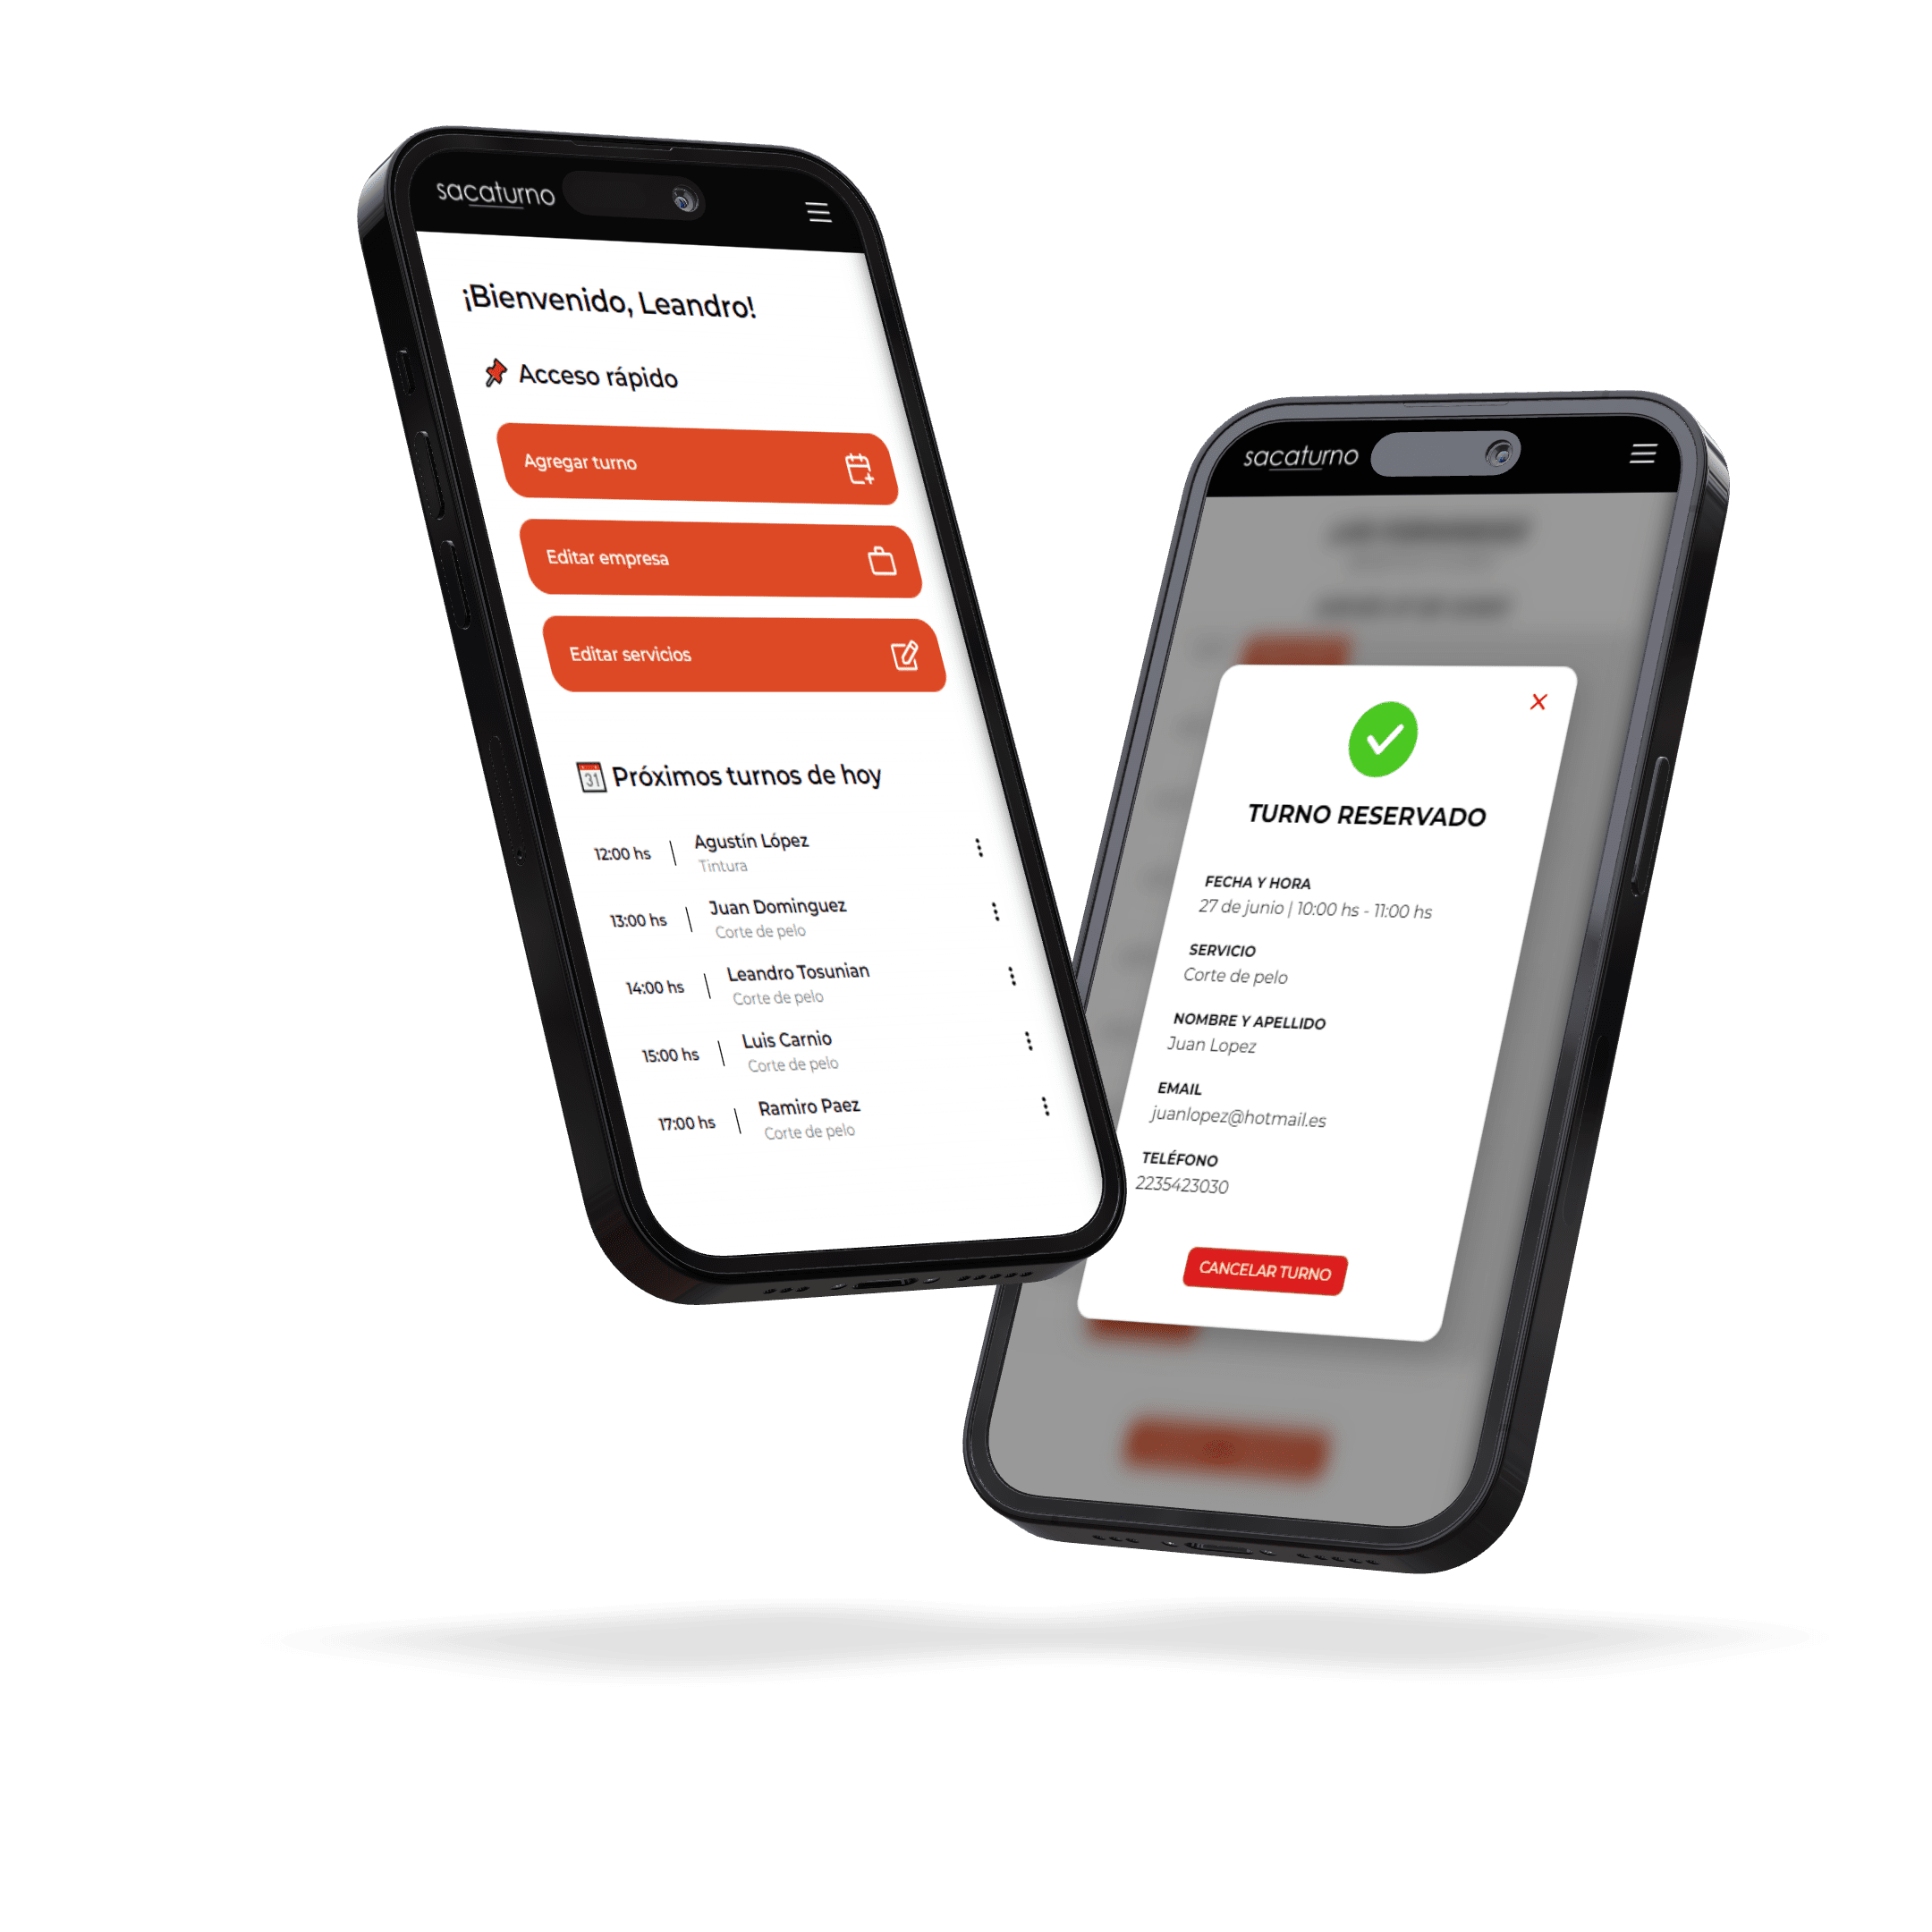 sacaturno
¡Bienvenido, Leandro!
Acceso rápido
Agregar turno
Editar empresa
Editar servicios
31
Próximos turnos de hoy
12:00 hs
Agustín López
Tintura
13:00 hs
Juan Dominguez
Corte de pelo
14:00 hs
Leandro Tosunian
Corte de pelo
15:00 hs
Luis Carnio
Corte de pelo
17:00 hs
Ramiro Paez
Corte de pelo
sacaturno
TURNO RESERVADO
FECHA Y HORA
27 de junio | 10:00 hs - 11:00 hs
SERVICIO
Corte de pelo
NOMBRE Y APELLIDO
Juan Lopez
EMAIL
juanlopez@hotmail.es
TELÉFONO
2235423030
CANCELAR TURNO